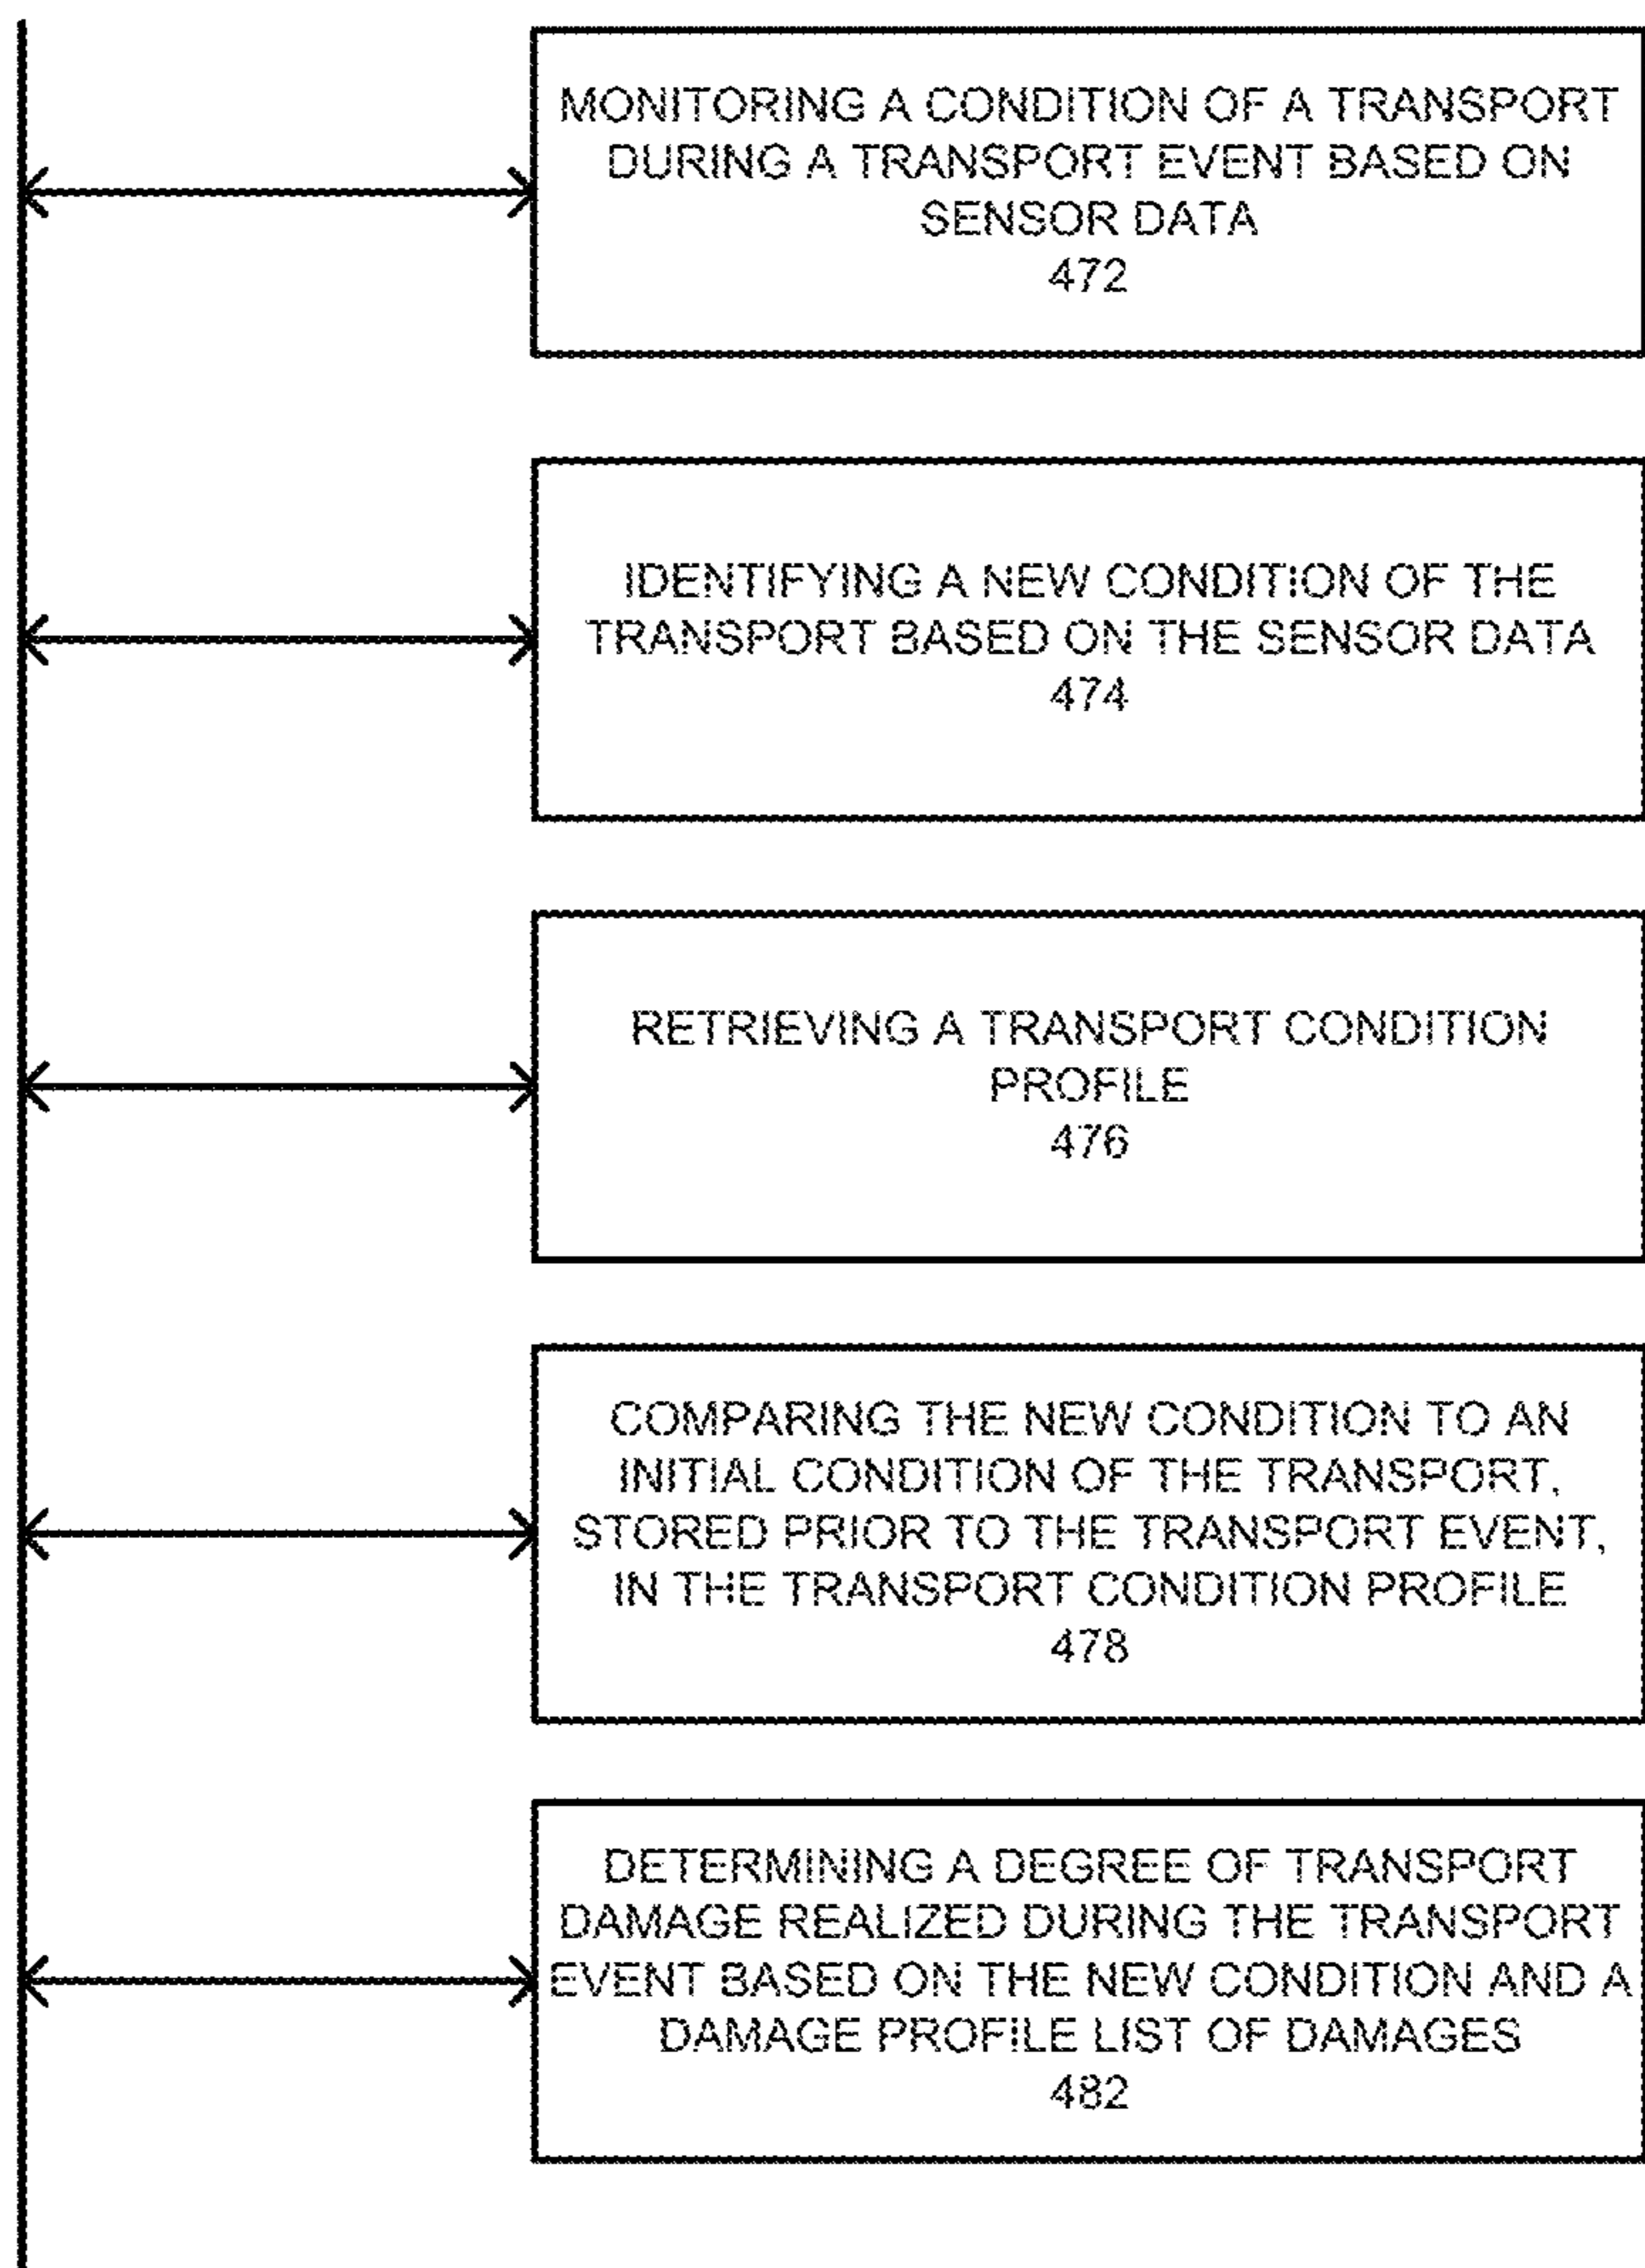 MONITORING A CONDITION OF A TRANSPORT
DURING A TRANSPORT EVENT BASED ON
SENSOR DATA
472
IDENTIFYING A NEW CONDITION OF THE
TRANSPORT BASED ON THE SENSOR DATA
474
RETRIEVING A TRANSPORT CONDITION
PROFILE
476
COMPARING THE NEW CONDITION TO AN
INITIAL CONDITION OF THE TRANSPORT,
STORED PRIOR TO THE TRANSPORT EVENT,
IN THE TRANSPORT CONDITION PROFILE
478
DETERMINING A DEGREE OF TRANSPORT
DAMAGE REALIZED DURING THE TRANSPORT
EVENT BASED ON THE NEW CONDITION AND A
DAMAGE PROFILE LIST OF DAMAGES
482